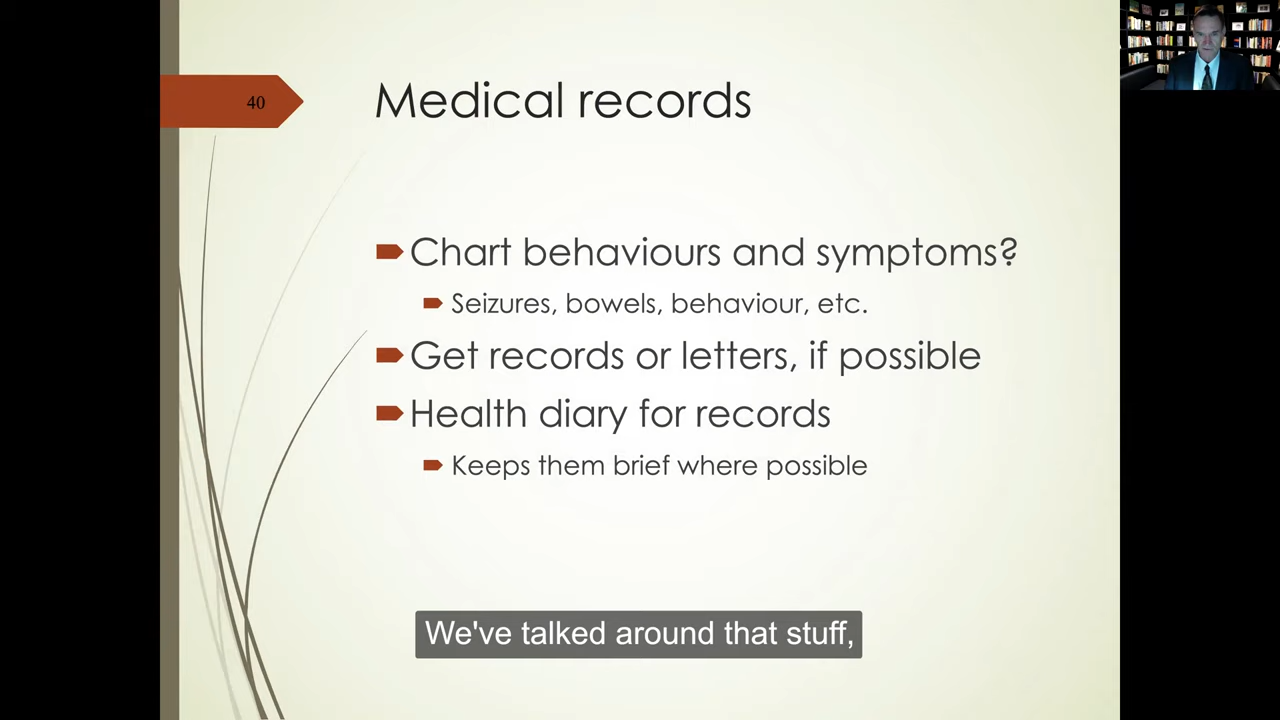 40
Medical records
Chart behaviours and symptoms?
Seizures, bowels, behaviour, etc.
Get records or letters, if possible
Health diary for records
Keeps them brief where possible
We've talked around that stuff,